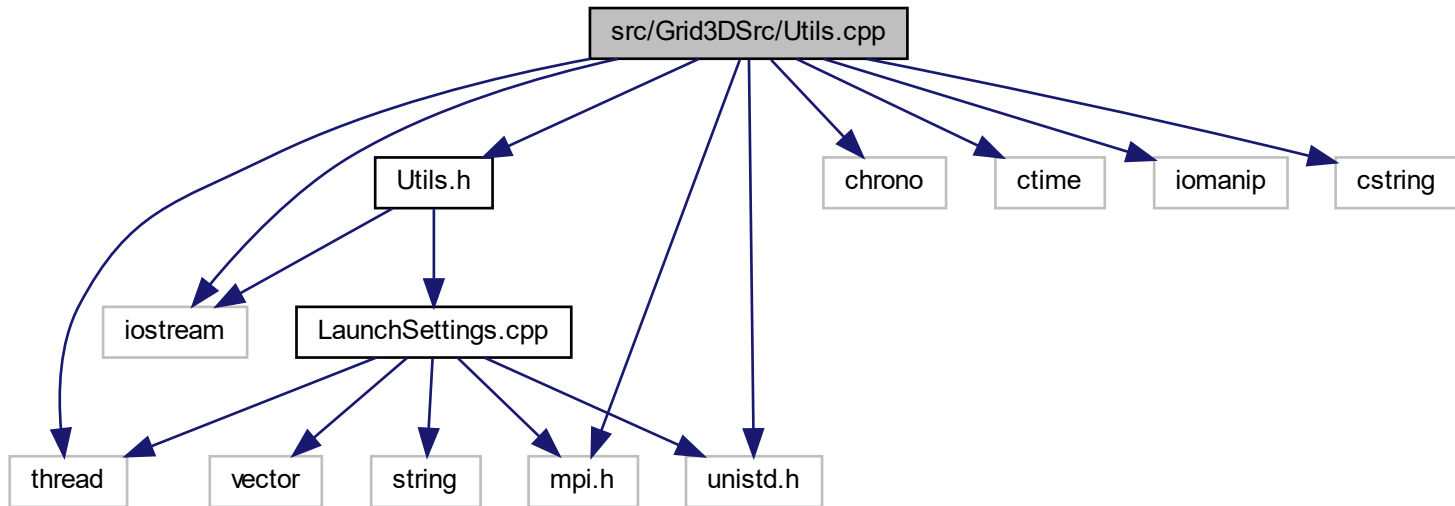 src/Grid3DSrc/Utils.cpp
Utils.h
chrono
ctime
iomanip
cstring
iostream
LaunchSettings.cpp
thread
vector
string
mpi.h
unistd.h